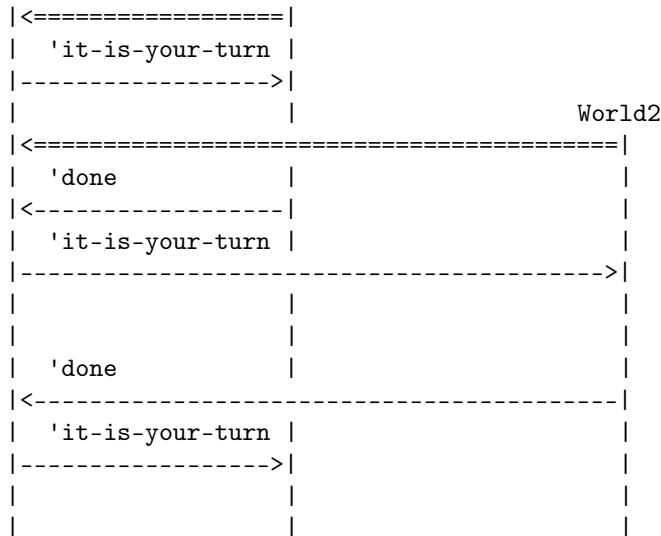 |<==================|
|  'it-is-your-turn |
|------------------>|
|                   |                    World2
|<==========================================|
|  'done            |                       |
|<------------------|                       |
|  'it-is-your-turn |                       |
|------------------------------------------>|
|                   |                       |
|                   |                       |
|  'done            |                       |
|<------------------------------------------|
|  'it-is-your-turn |                       |
|------------------>|                       |
|                   |                       |
|                   |                       |